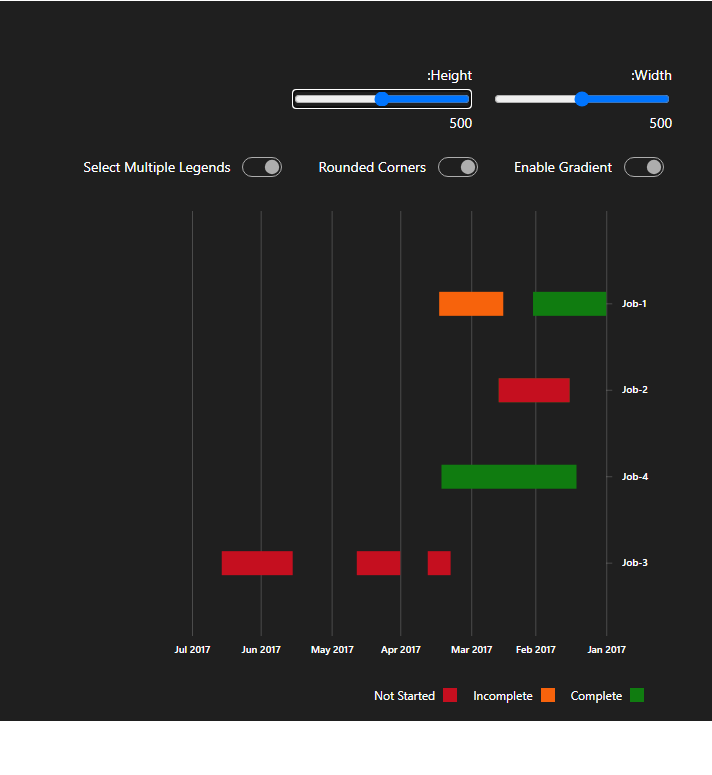 :Height
:Width
500
500
Select Multiple Legends
Rounded Corners
Enable Gradient
Job-1
Job-2
Job-4
Job-3
Jul 2017
Jun 2017
May 2017
Apr 2017
Mar 2017
Feb 2017
Jan 2017
Not Started
Incomplete
Complete